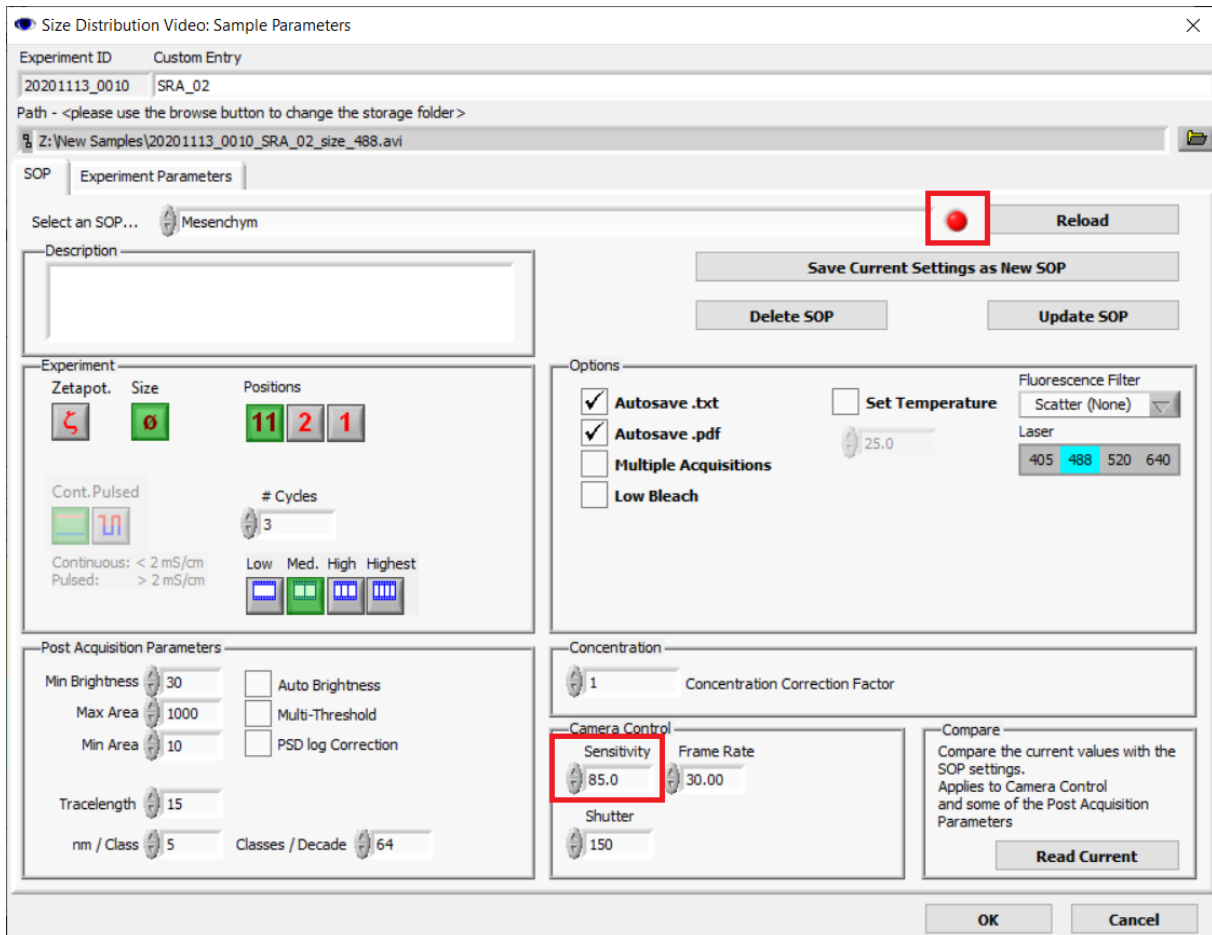 Size Distribution Video: Sample Parameters
Experiment ID Custom Entry
20201113_0010 SRA_02
Path - <please use the browse button to change the storage folder>
Z:\New Samples\20201113_0010_SRA_02_size_488.avi
SOP Experiment Parameters
Select an SOP... Mesenchym Reload
Description
Save Current Settings as New SOP
Delete SOP Update SOP
Experiment
Zetapot. Size Positions
ζ ø 11 2 1
Cont.Pulsed
# Cycles
3
Continuous: < 2 mS/cm
Pulsed: > 2 mS/cm
Low Med. High Highest
Options
Autosave .txt
Autosave .pdf
Multiple Acquisitions
Low Bleach
Set Temperature
25.0
Fluorescence Filter
Scatter (None)
Laser
405 488 520 640
Post Acquisition Parameters
Min Brightness 30
Max Area 1000
Min Area 10
Auto Brightness
Multi-Threshold
PSD log Correction
Tracelength 15
nm / Class 5 Classes / Decade 64
Concentration
1 Concentration Correction Factor
Camera Control
Sensitivity Frame Rate
85.0 30.00
Shutter
150
Compare
Compare the current values with the
SOP settings.
Applies to Camera Control
and some of the Post Acquisition
Parameters
Read Current
OK Cancel